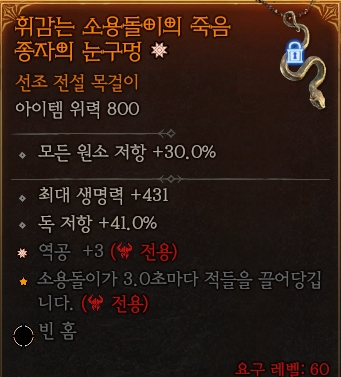 휘감는 소용돌이의 죽음
종자의 눈구멍
선조 전설 목걸이
아이템 위력 800
모든 원소 저항 +30.0%
최대 생명력 +431
독 저항 +41.0%
역공 +3 ( 전용)
소용돌이가 3.0초마다 적들을 끌어당깁
니다. ( 전용)
빈 홈
요구 레벨: 60